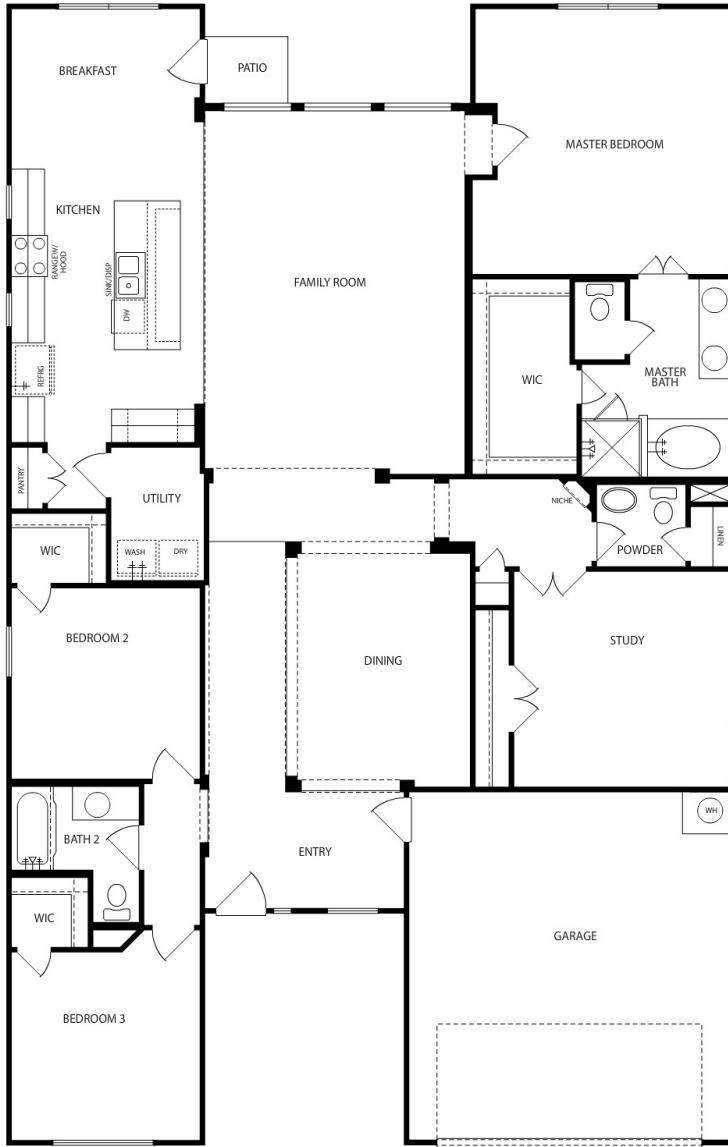 BREAKFAST
PATIO
MASTER BEDROOM
KITCHEN
RANGEW/
HOOD
SINK/DISP
DW
FAMILY ROOM
REFRIG
WIC
MASTER
BATH
PANTRY
UTILITY
NICHE
LINEN
WIC
WASH
DRY
POWDER
BEDROOM 2
DINING
STUDY
BATH 2
ENTRY
WH
WIC
GARAGE
BEDROOM 3